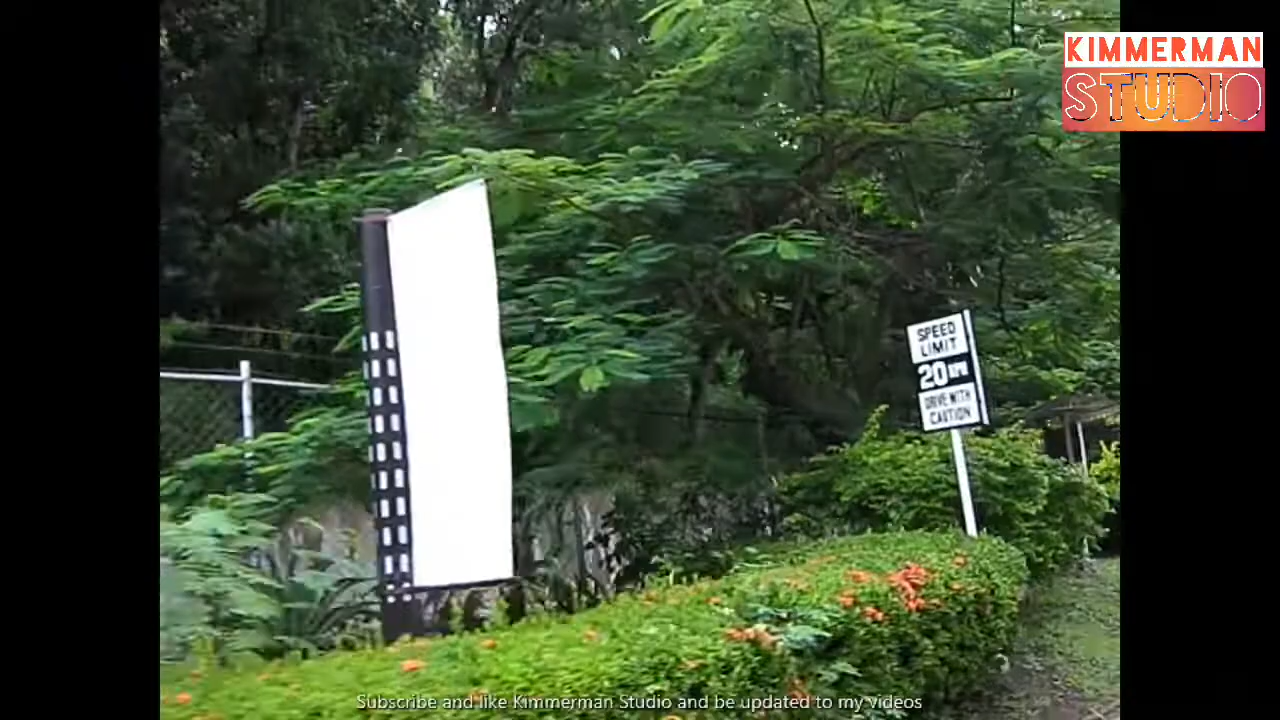 KIMMERMAN
STUDIO
SPEED
LIMIT
20 KPH
DRIVE WITH
CAUTION
Subscribe and like Kimmerman Studio and be updated to my videos